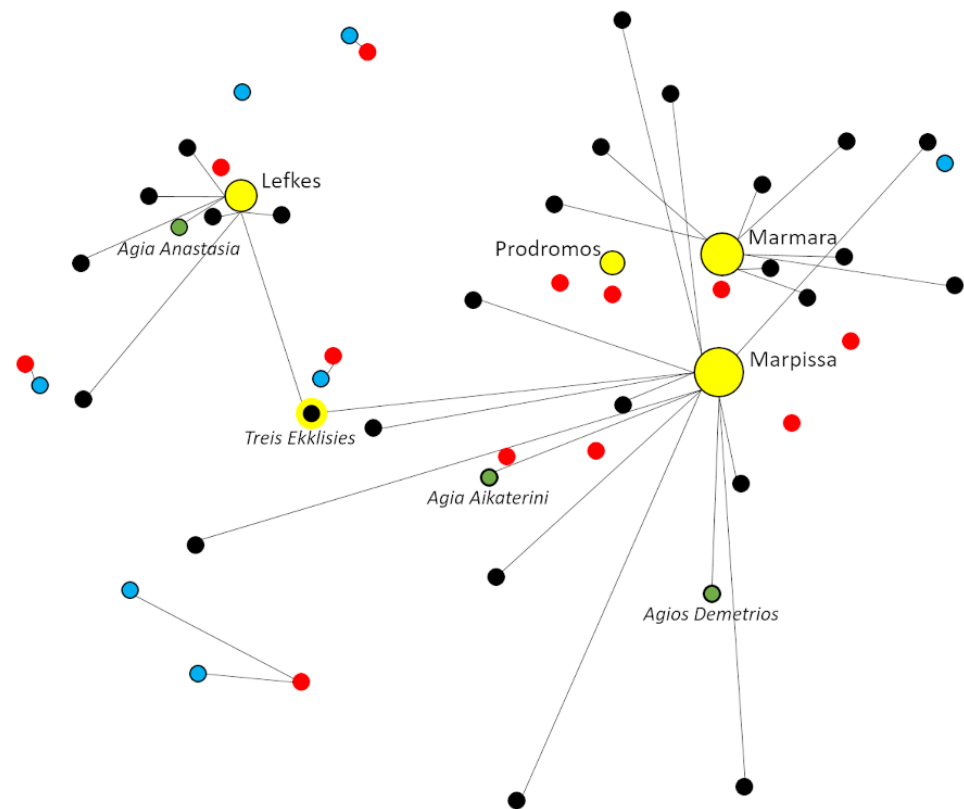 Lefkes
Agia Anastasia
Prodromos
Marmara
Marpissa
Treis Ekklisies
Agia Aikaterini
Agios Demetrios